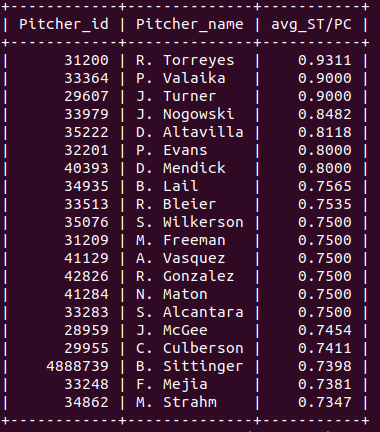 +------------+--------------+-----------+
| Pitcher_id | Pitcher_name | avg_ST/PC |
+------------+--------------+-----------+
|      31200 | R. Torreyes  |    0.9311 |
|      33364 | P. Valaika   |    0.9000 |
|      29607 | J. Turner    |    0.9000 |
|      33979 | J. Nogowski  |    0.8482 |
|      35222 | D. Altavilla |    0.8118 |
|      32201 | P. Evans     |    0.8000 |
|      40393 | D. Mendick   |    0.8000 |
|      34935 | B. Lail      |    0.7565 |
|      33513 | R. Bleier    |    0.7535 |
|      35076 | S. Wilkerson |    0.7500 |
|      31209 | M. Freeman   |    0.7500 |
|      41129 | A. Vasquez   |    0.7500 |
|      42826 | R. Gonzalez  |    0.7500 |
|      41284 | N. Maton     |    0.7500 |
|      33283 | S. Alcantara |    0.7500 |
|      28959 | J. McGee     |    0.7454 |
|      29955 | C. Culberson |    0.7411 |
|    4888739 | B. Sittinger |    0.7398 |
|      33248 | F. Mejia     |    0.7381 |
|      34862 | M. Strahm    |    0.7347 |
+------------+--------------+-----------+